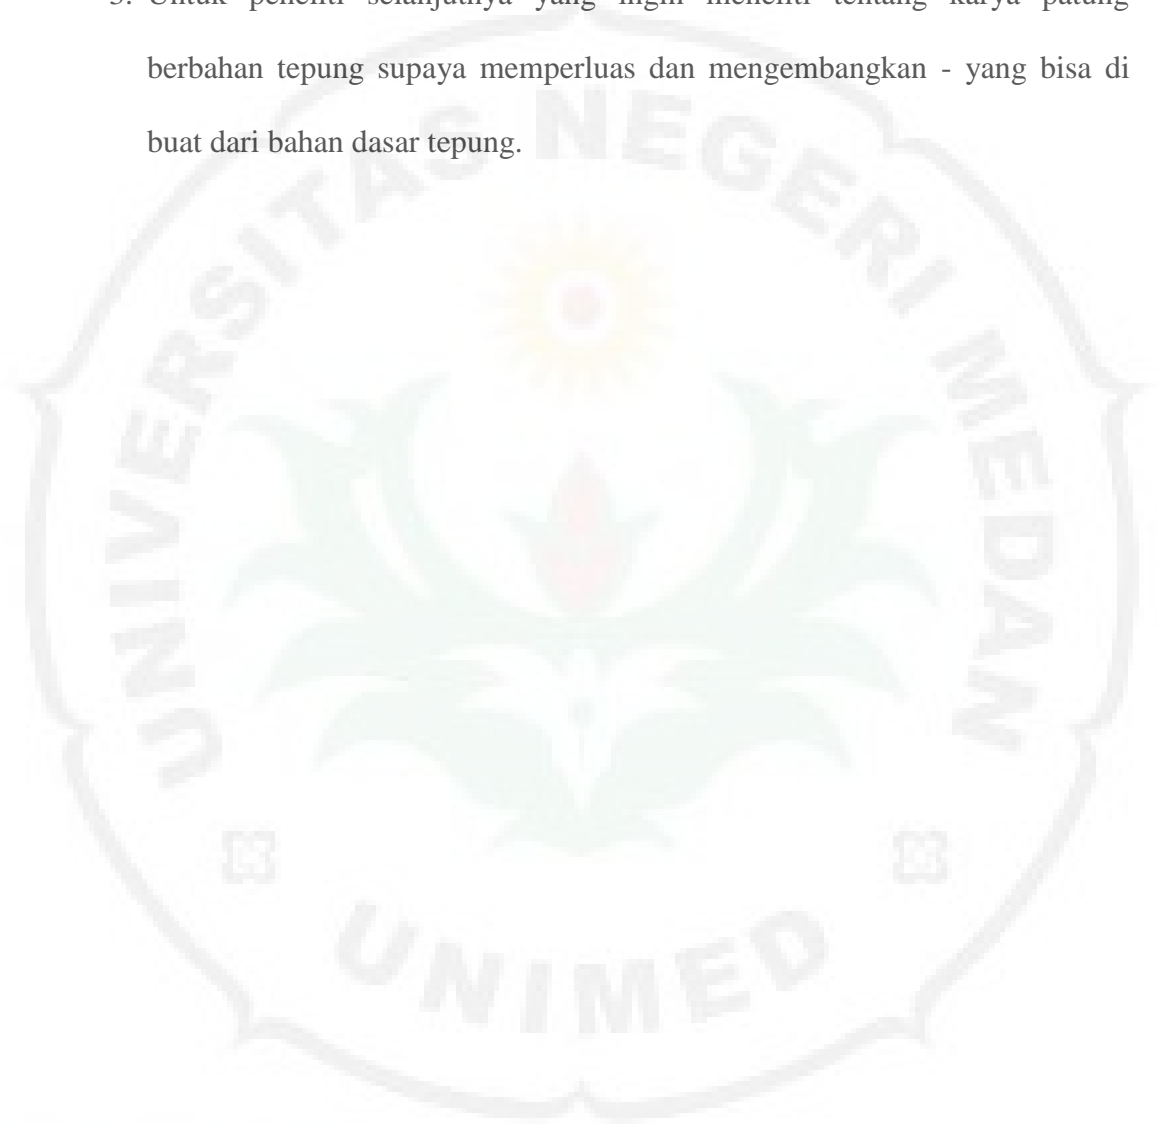 3. Untuk peneliti selanjutnya yang ingin meneliti tentang karya patung
berbahan tepung supaya memperluas dan mengembangkan - yang bisa di
buat dari bahan dasar tepung.
UNIVERSITAS NEGERI MEDAN
UNIMED